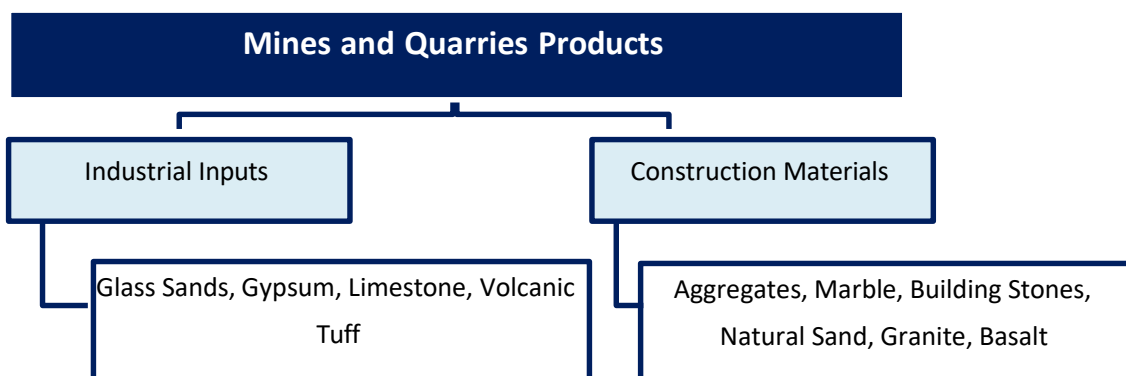 Mines and Quarries Products
Industrial Inputs
Construction Materials
Glass Sands, Gypsum, Limestone, Volcanic
Tuff
Aggregates, Marble, Building Stones,
Natural Sand, Granite, Basalt